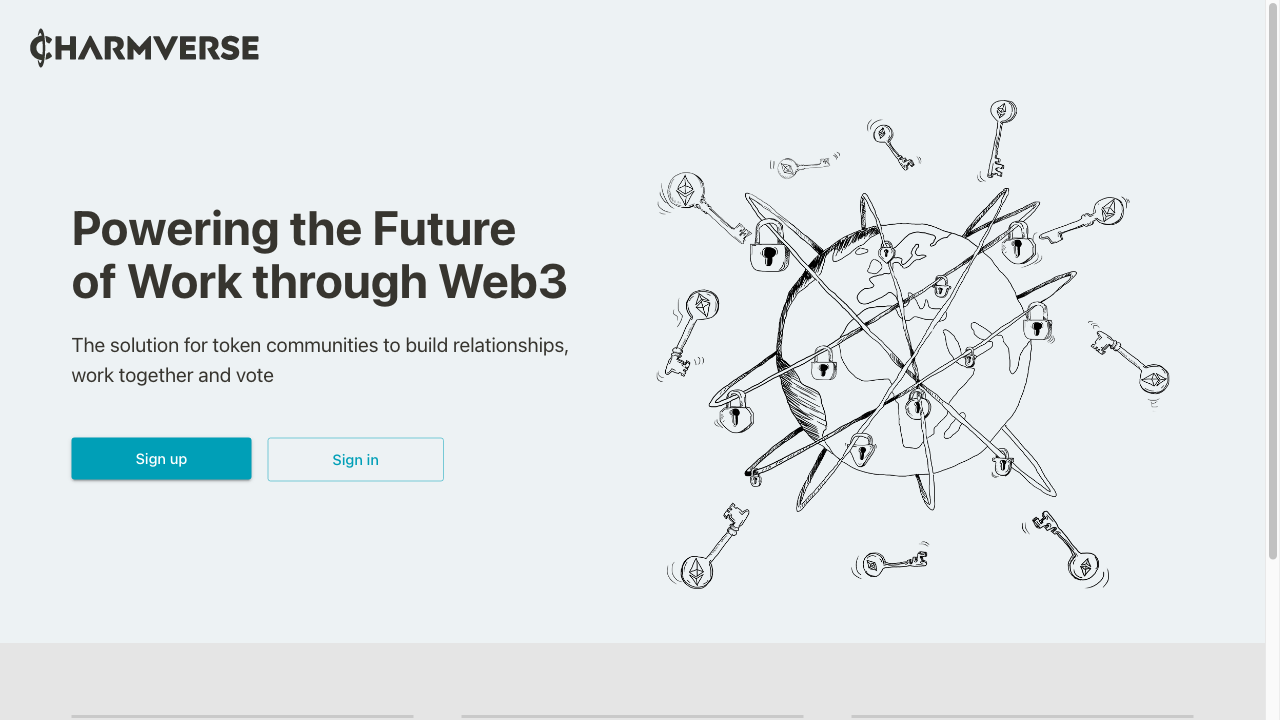 CHARMVERSE
Powering the Future
of Work through Web3
The solution for token communities to build relationships,
work together and vote
Sign up
Sign in